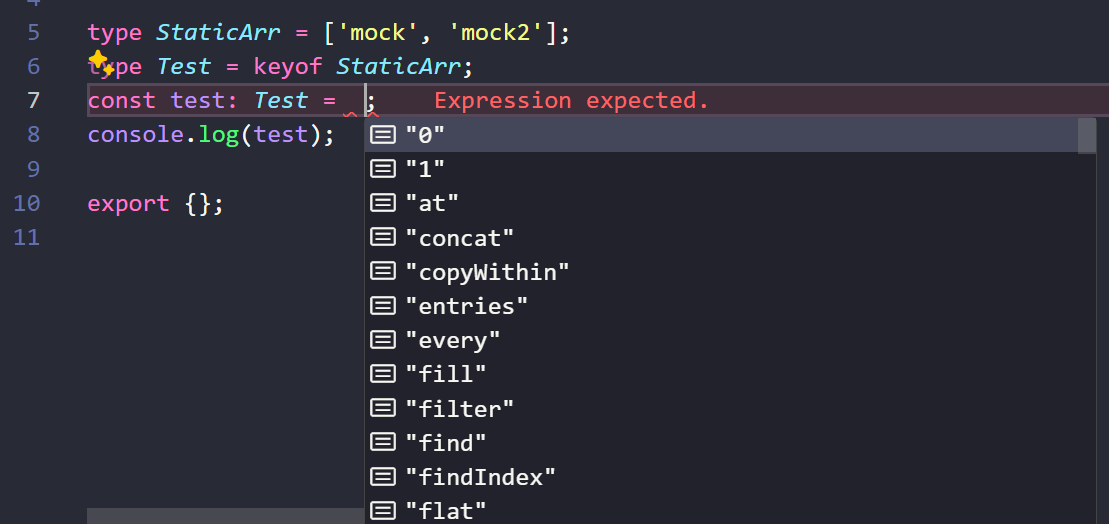 4
5 type StaticArr = ['mock', 'mock2'];
6 type Test = keyof StaticArr;
7 const test: Test = ; Expression expected.
8 console.log(test);
"0"
9 "1"
10 export {}; "at"
11 "concat"
"copyWithin"
"entries"
"every"
"fill"
"filter"
"find"
"findIndex"
"flat"